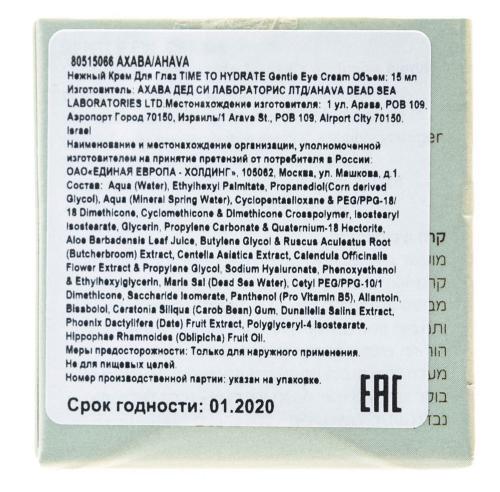 80515066 АХАВА/AHAVA
Нежный Крем Для Глаз TIME TO HYDRATE Gentle Eye Cream Объем: 15 мл
Изготовитель: АХАВА ДЕД СИ ЛАБОРАТОРИС ЛТД/AHAVA DEAD SEA
LABORATORIES LTD.Местонахождение изготовителя: 1 ул. Арава, POB 109,
Аэропорт Город 70150, Израиль/1 Arava St., POB 109, Airport City 70150.
Israel
Наименование и местонахождение организации, уполномоченной
изготовителем на принятие претензий от потребителя в России:
ОАО«ЕДИНАЯ ЕВРОПА - ХОЛДИНГ», 105062, Москва, ул. Машкова, д.1
Состав: Aqua (Water), Ethylhexyl Palmitate, Propanediol(Corn derived
Glycol), Aqua (Mineral Spring Water), Cyclopentasiloxane & PEG/PPG-18/
18 Dimethicone, Cyclomethicone & Dimethicone Crosspolymer, Isostearyl
Isostearate, Glycerin, Propylene Carbonate & Quaternium-18 Hectorite,
Aloe Barbadensis Leaf Juice, Butylene Glycol & Ruscus Aculeatus Root
(Butcherbroom) Extract, Centella Asiatica Extract, Calendula Officinalis
Flower Extract & Propylene Glycol, Sodium Hyaluronate, Phenoxyethanol
& Ethylhexylglycerin, Maris Sal (Dead Sea Water), Cetyl PEG/PPG-10/1
Dimethicone, Saccharide Isomerate, Panthenol (Pro Vitamin B5), Allantoin,
Bisabolol, Ceratonia Siliqua (Carob Bean) Gum, Dunaliella Salina Extract,
Phoenix Dactylifera (Date) Fruit Extract, Polyglyceryl-4 Isostearate,
Hippophae Rhamnoides (Oblipicha) Fruit Oil.
Меры предосторожности: Только для наружного применения.
Не для пищевых целей.
Номер производственной партии: указан на упаковке.
Срок годности: 01.2020
EAC